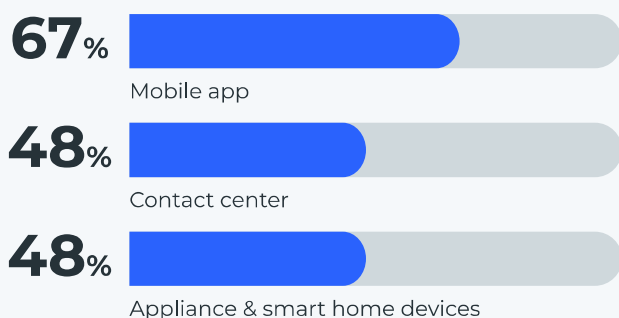 67%
Mobile app
48%
Contact center
48%
Appliance & smart home devices